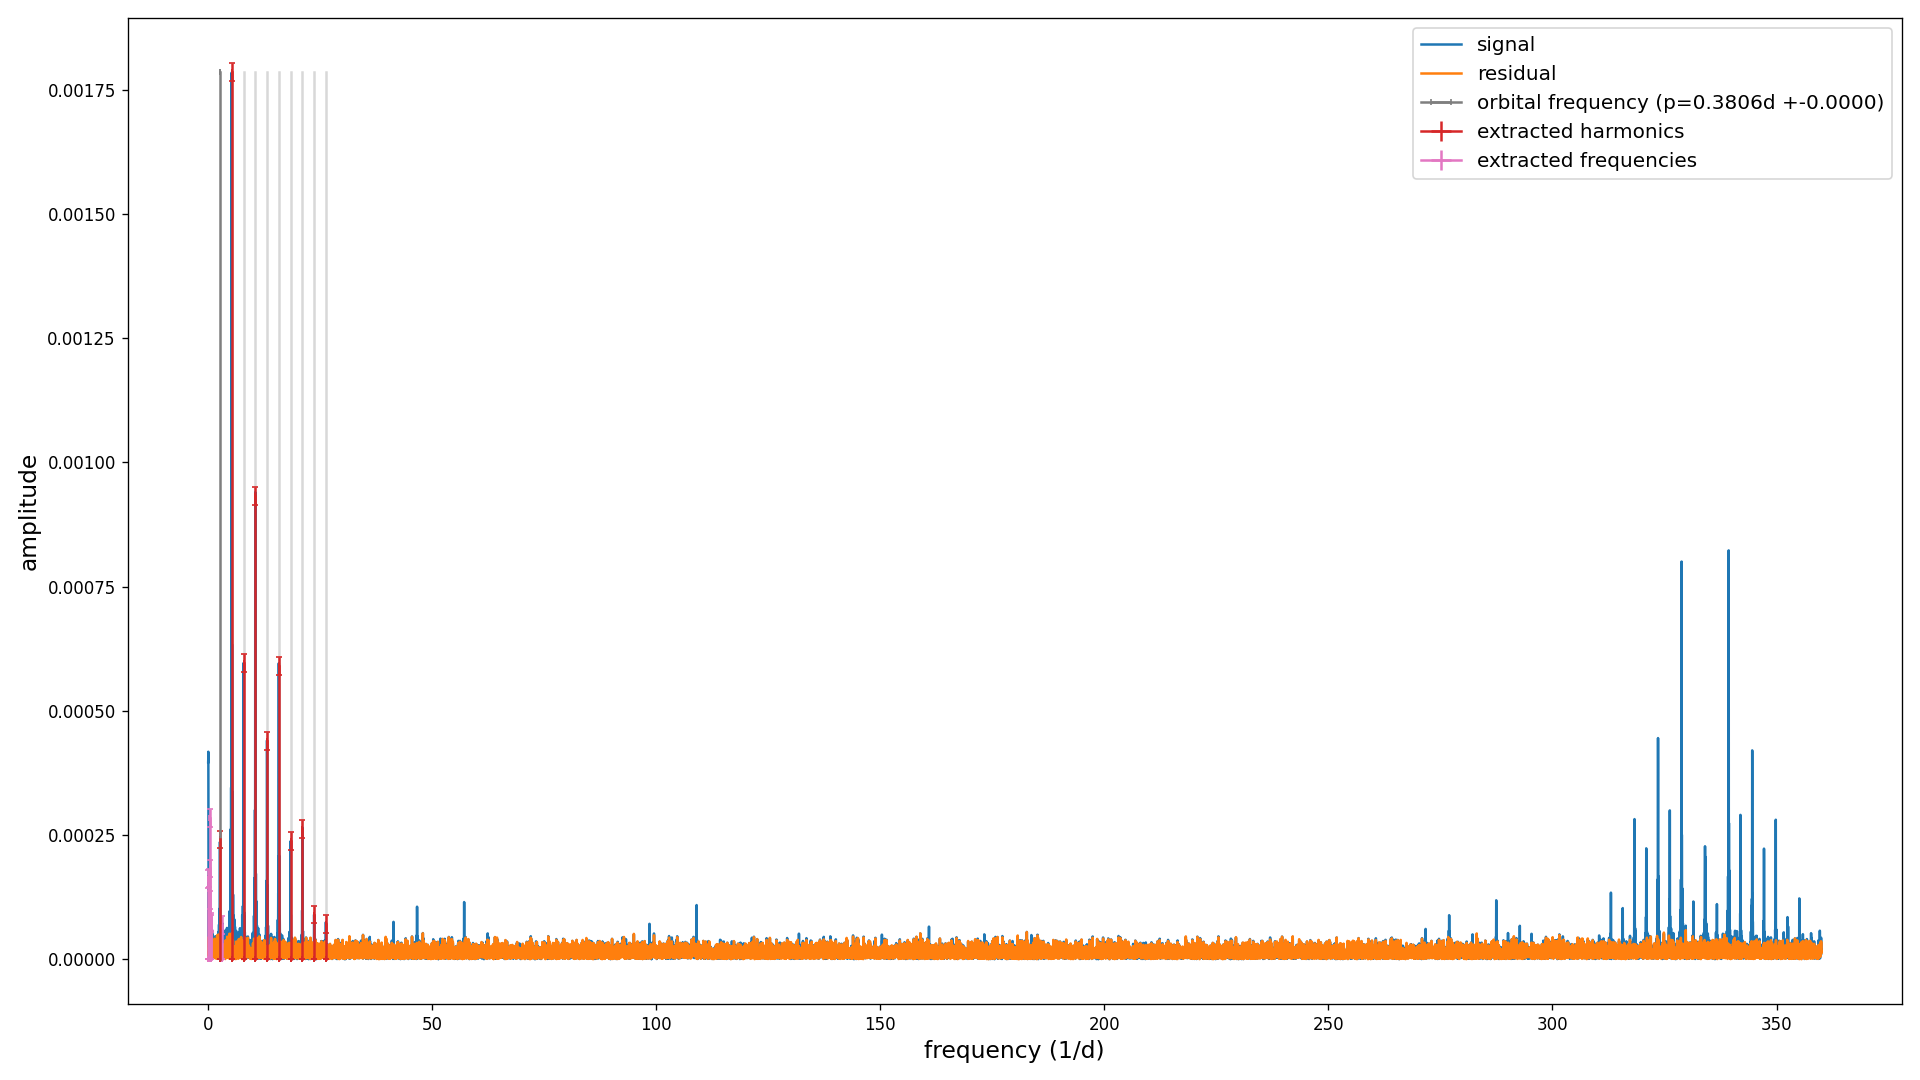 signal
residual
orbital frequency (p=0.3806d +-0.0000)
extracted harmonics
extracted frequencies
0.00175
0.00150
0.00125
0.00100
0.00075
0.00050
0.00025
0.00000
amplitude
0 50 100 150 200 250 300 350
frequency (1/d)